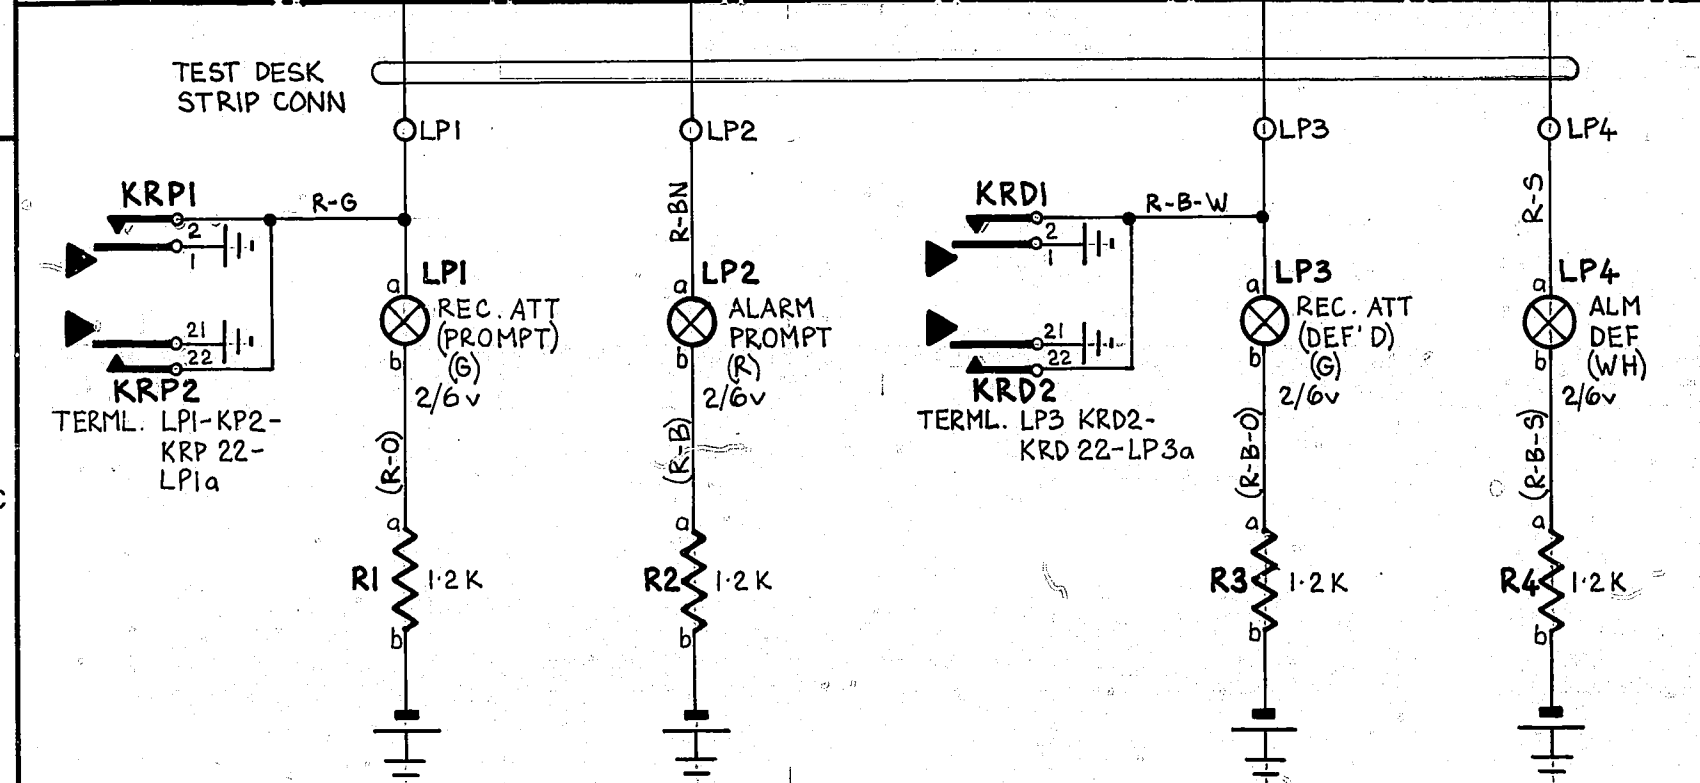 TEST DESK
STRIP CONN
LP1
LP2
LP3
LP4
KRP1
2
1
R-G
21
22
KRP2
TERML. LP1-KP2-
KRP 22-
LP1a
a
LP1
REC. ATT
(PROMPT)
(G)
b
2/6v
(R-O)
a
R1
1·2K
b
R-BN
a
LP2
ALARM
PROMPT
(R)
b
2/6v
(R-B)
a
R2
1·2K
b
KRD1
2
1
R-B-W
21
22
KRD2
TERML. LP3 KRD2-
KRD 22-LP3a
a
LP3
REC. ATT
(DEF'D)
(G)
b
2/6v
(R-B-O)
a
R3
1·2K
b
R-S
a
LP4
ALM
DEF
(WH)
b
2/6v
(R-B-S)
a
R4
1·2K
b